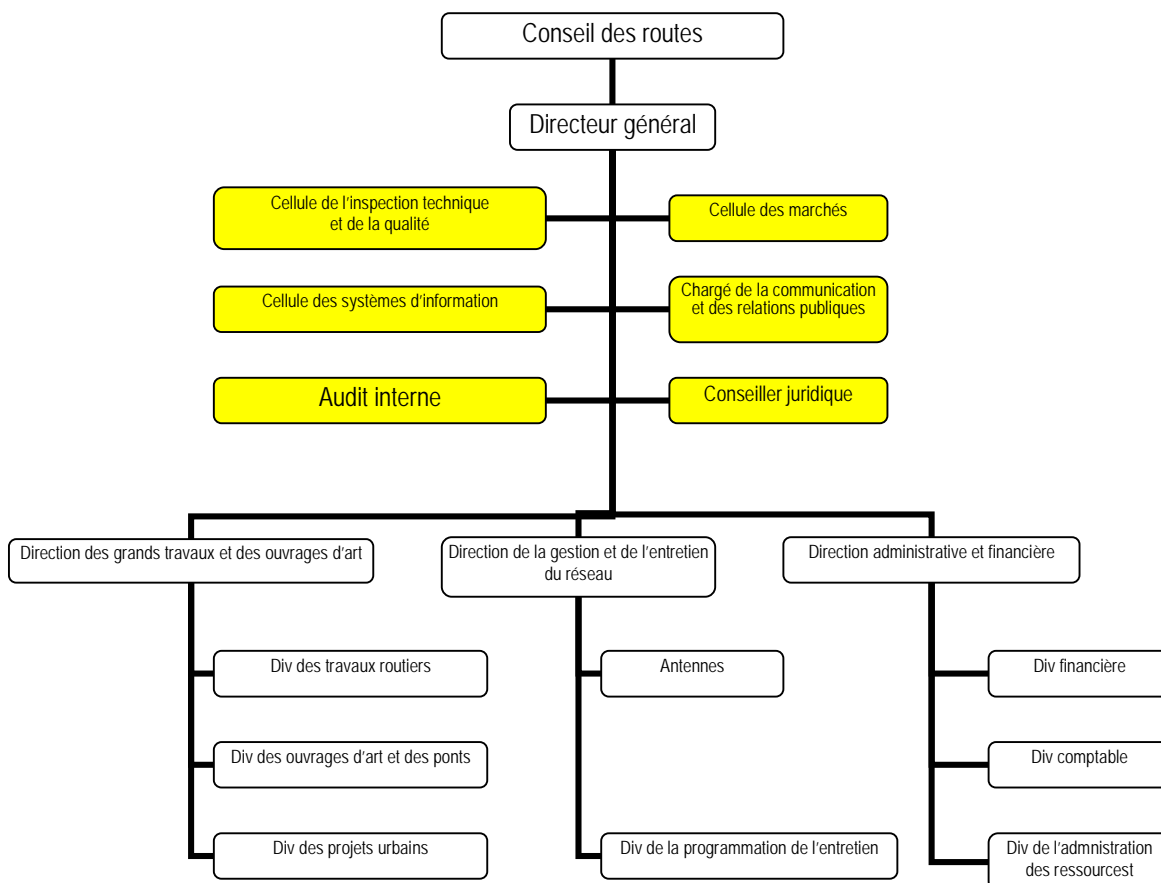 Conseil des routes
Directeur général
Cellule de l'inspection technique
et de la qualité
Cellule des marchés
Cellule des systèmes d'information
Chargé de la communication
et des relations publiques
Audit interne
Conseiller juridique
Direction des grands travaux et des ouvrages d'art
Direction de la gestion et de l'entretien
du réseau
Direction administrative et financière
Div des travaux routiers
Antennes
Div financière
Div des ouvrages d'art et des ponts
Div comptable
Div des projets urbains
Div de la programmation de l'entretien
Div de l'admnistration
des ressourcest